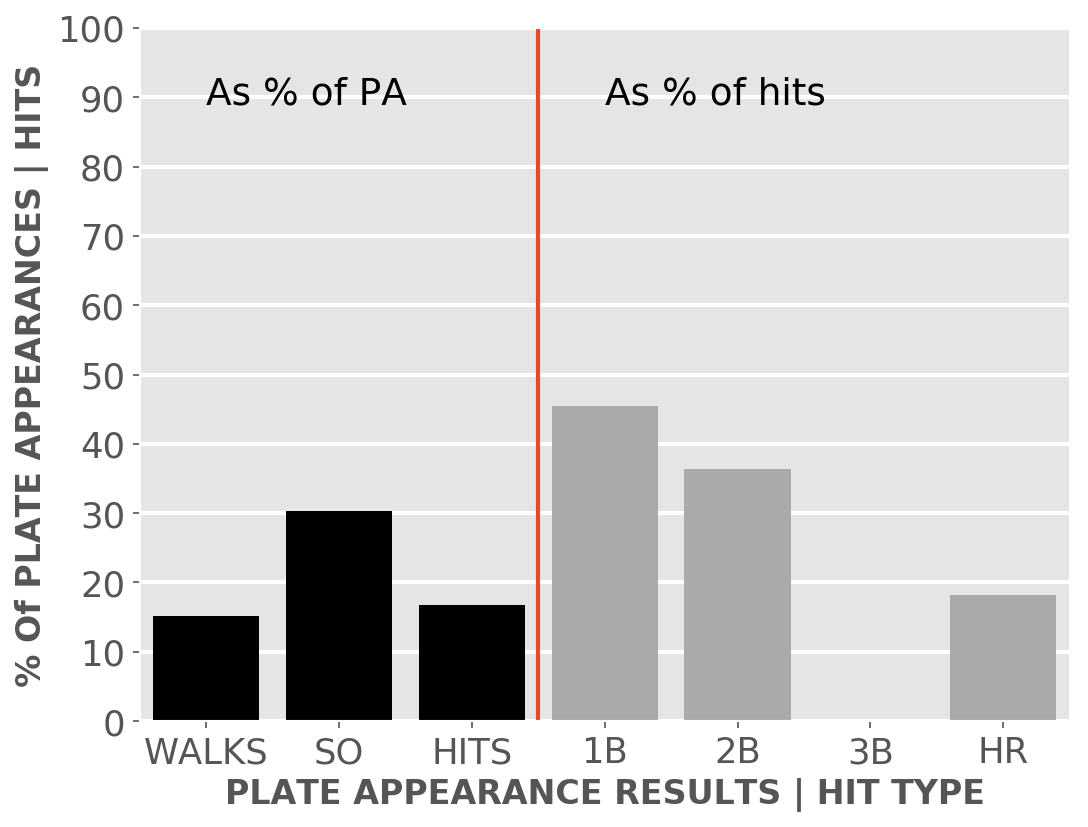 % Of PLATE APPEARANCES | HITS
100
90
80
70
60
50
40
30
20
10
0
As % of PA
As % of hits
WALKS SO HITS 1B 2B 3B HR
PLATE APPEARANCE RESULTS | HIT TYPE